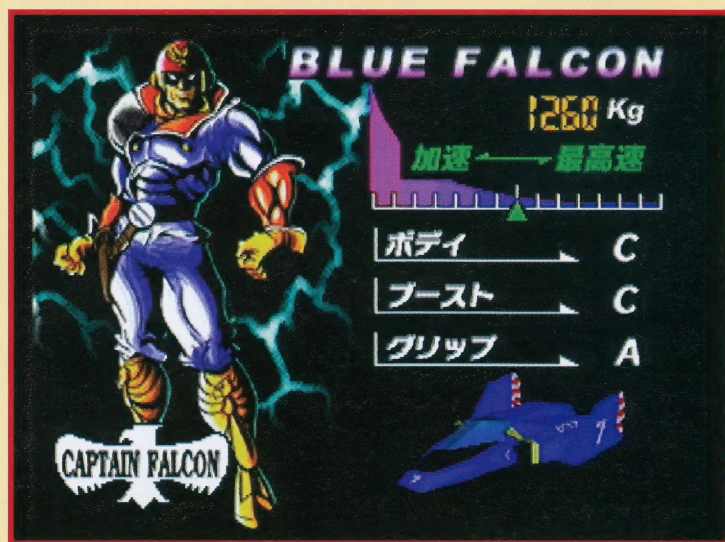 BLUE FALCON
1260 Kg
加速 ←→ 最高速
ボディ C
ブースト C
グリップ A
CAPTAIN FALCON